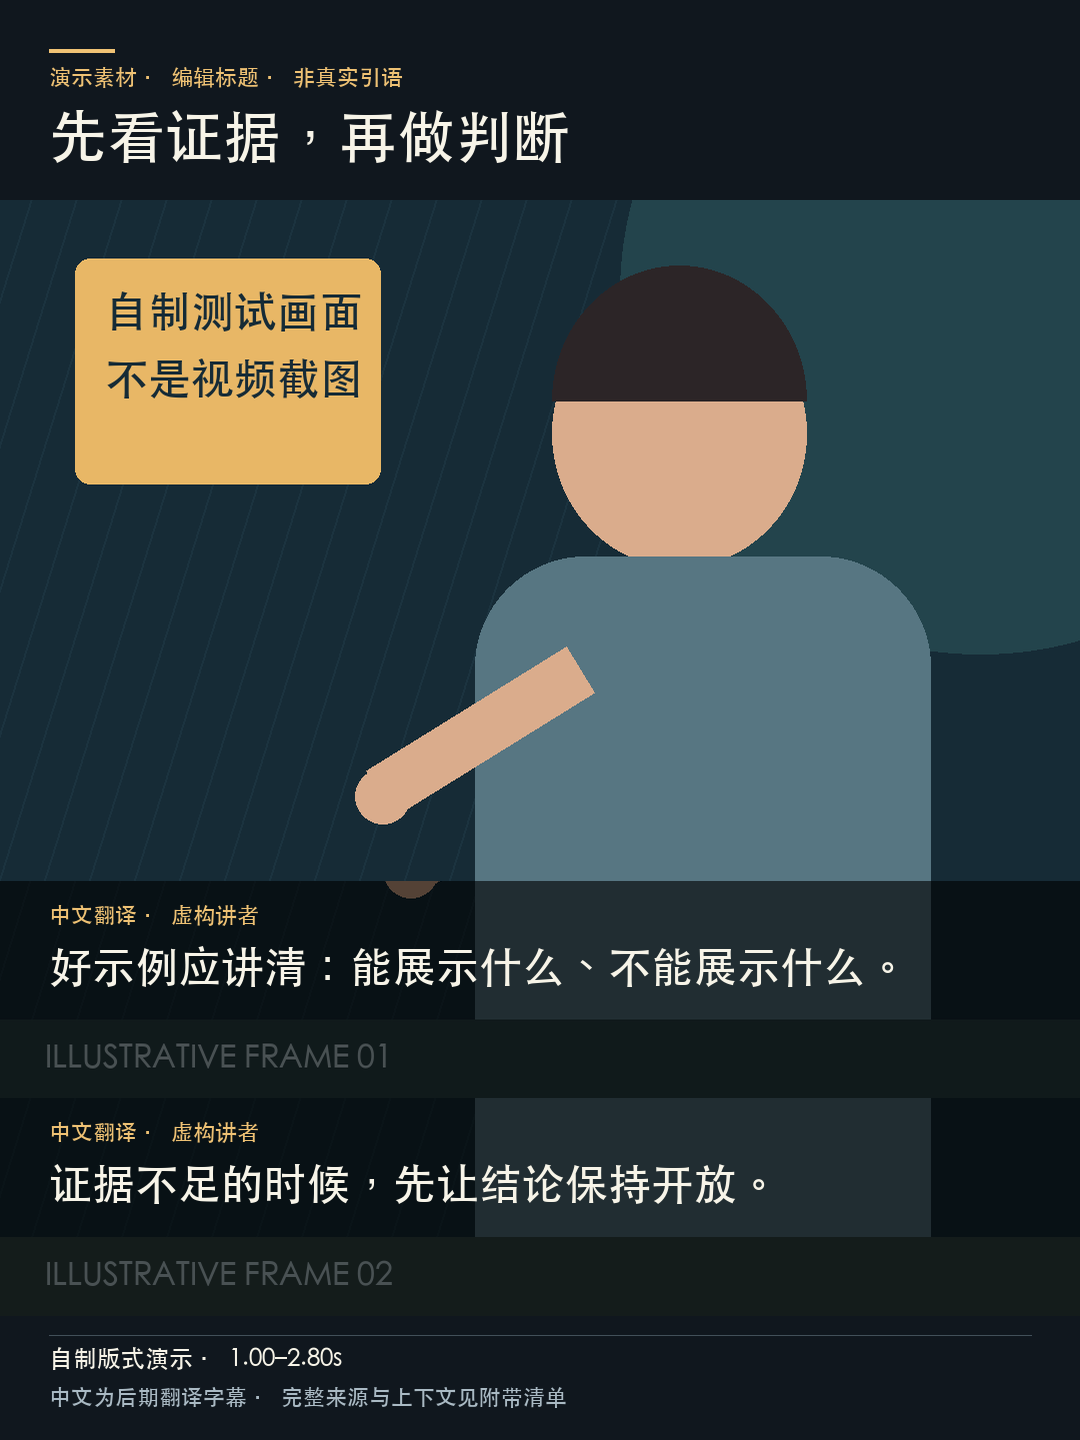 演示素材 · 编辑标题 · 非真实引语
先看证据，再做判断
自制测试画面
不是视频截图
中文翻译 · 虚构讲者
好示例应讲清：能展示什么、不能展示什么。
ILLUSTRATIVE FRAME 01
中文翻译 · 虚构讲者
证据不足的时候，先让结论保持开放。
ILLUSTRATIVE FRAME 02
自制版式演示 · 1.00–2.80s
中文为后期翻译字幕 · 完整来源与上下文见附带清单